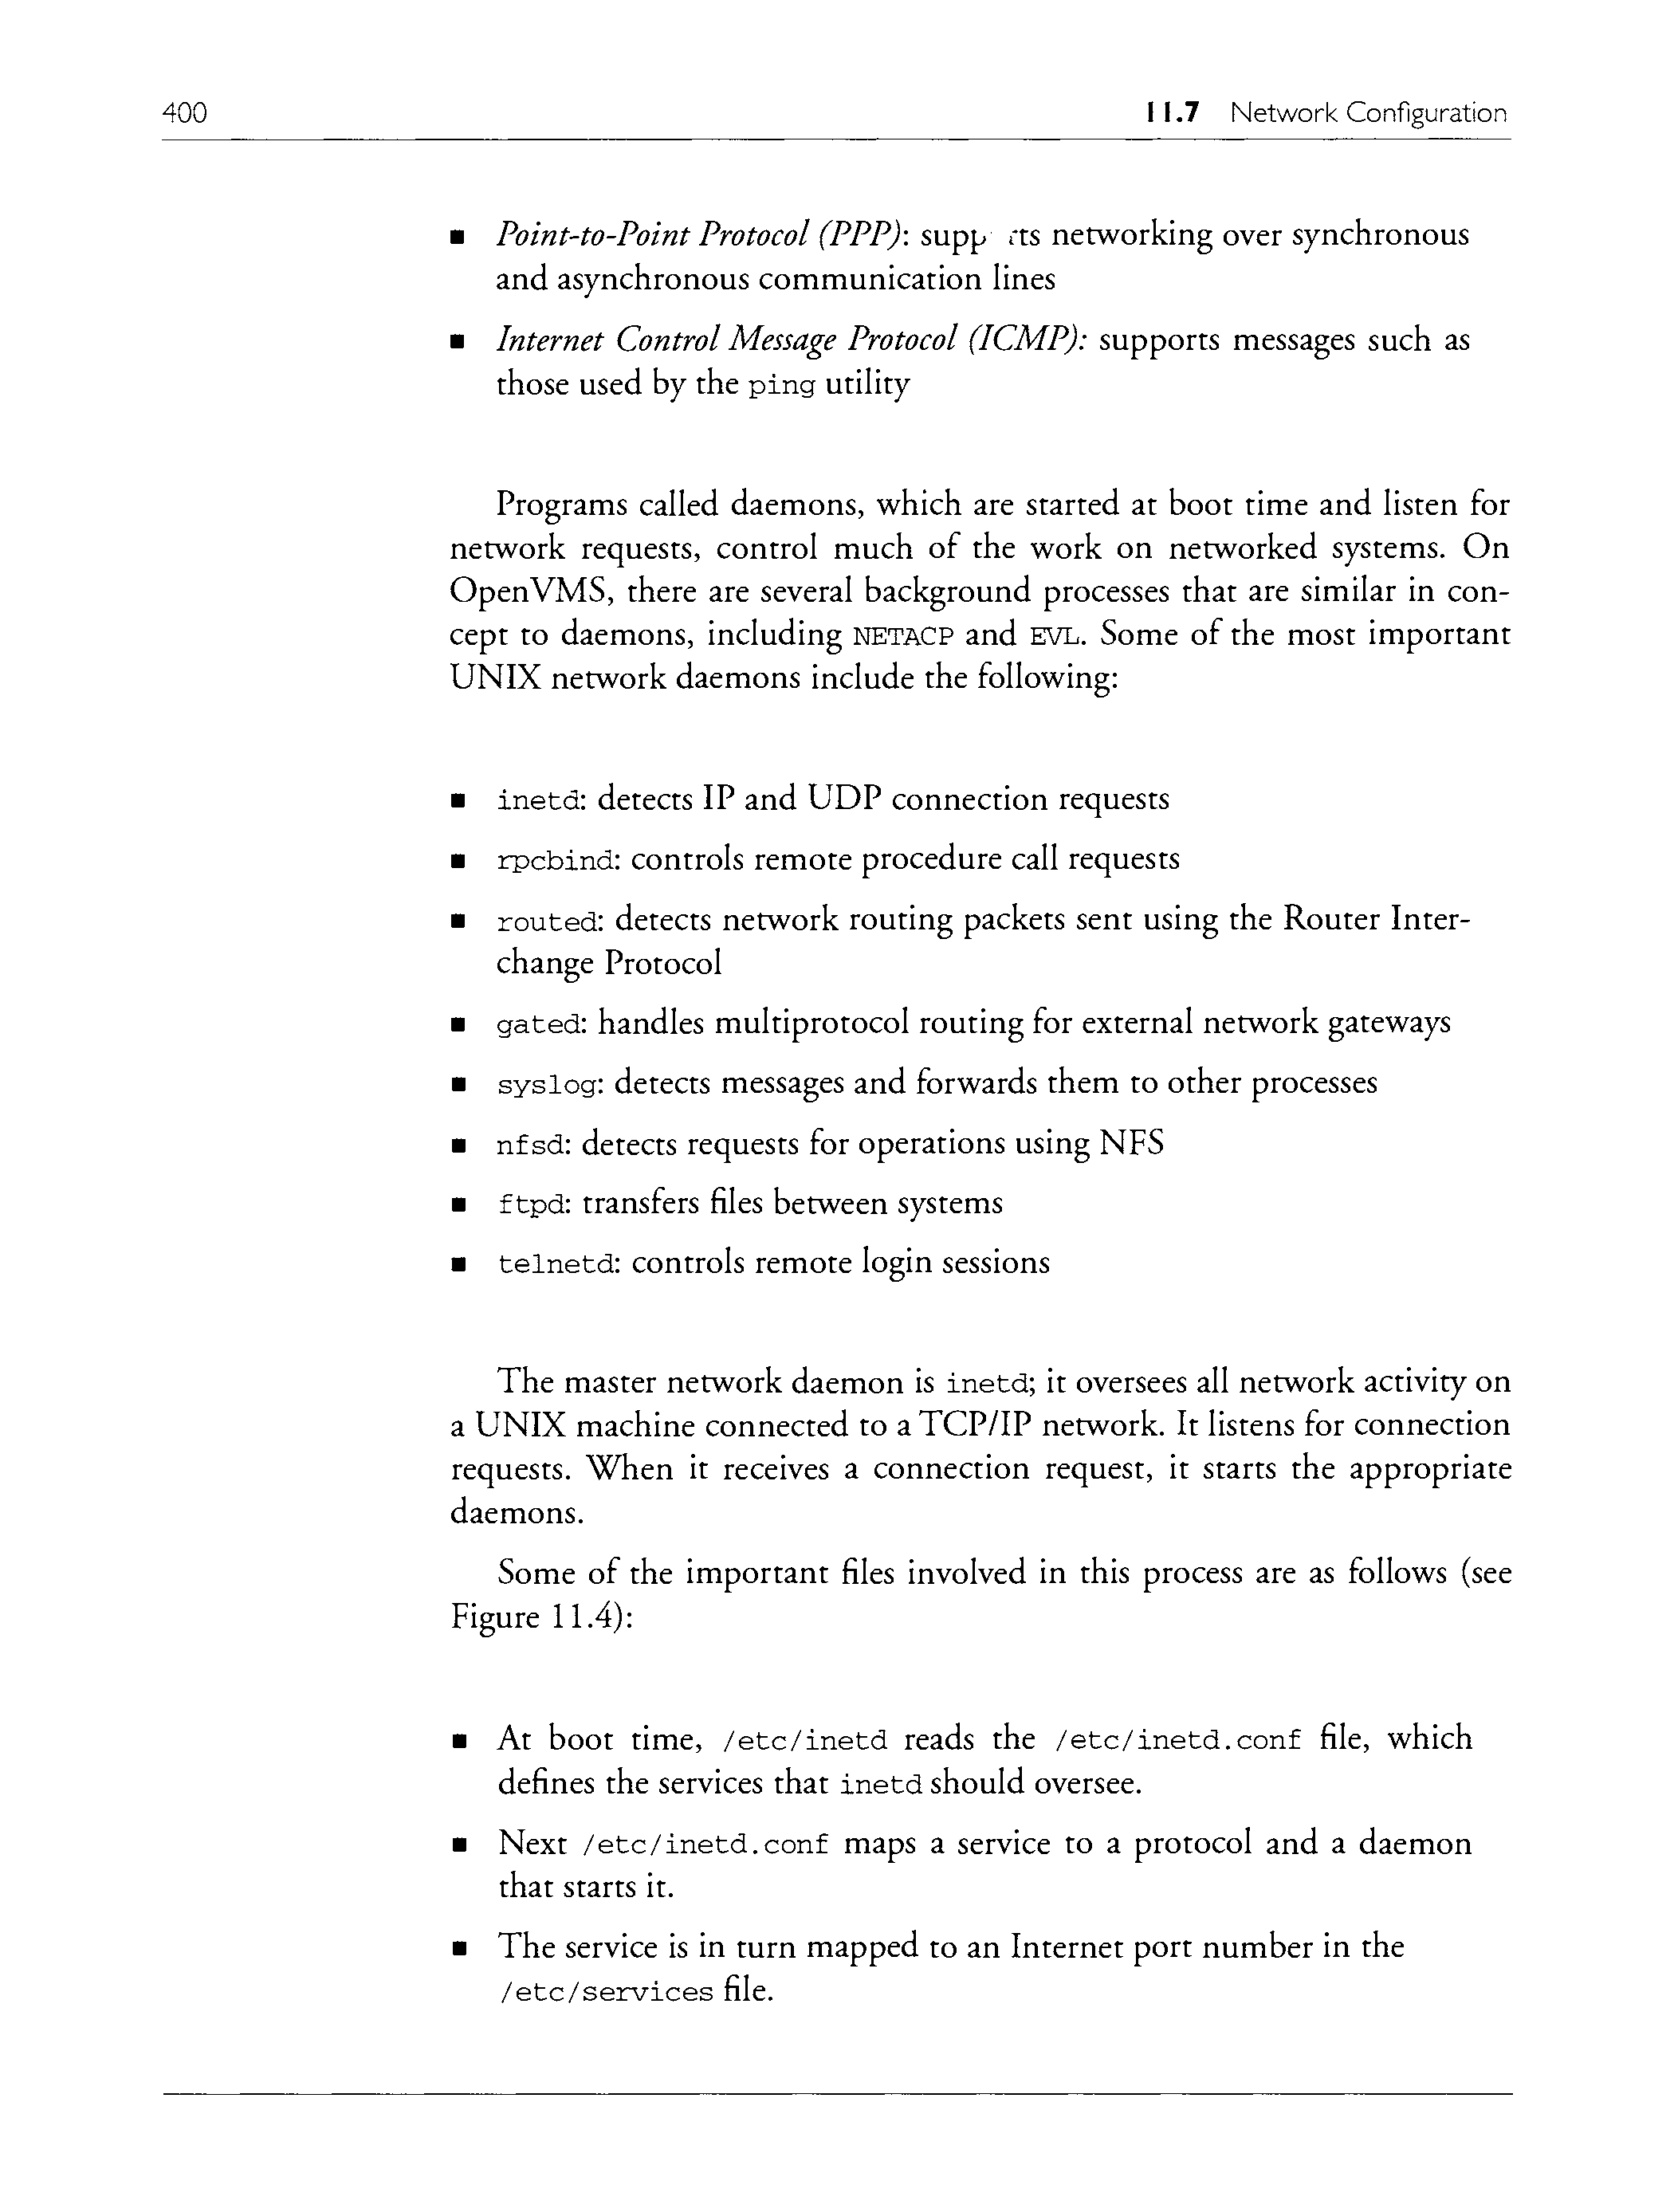 400
11.7 Network Configuration
■ Point-to-Point Protocol (PPP): networking over synchronous
and asynchronous communication lines
■ Internet Control Message Protocol (ICMP): supports messages such as
those used by the ping utility
Programs called daemons, which are started at boot time and listen for
network requests, control much of the work on networked systems. On
OpenVMS, there are several background processes that are similar in con-
cept to daemons, including NETACP and EVL. Some of the most important
UNIX network daemons include the following:
■ inetd: detects IP and UDP connection requests
■ rpcbind: controls remote procedure call requests
■ routed: detects network routing packets sent using the Router Inter-
change Protocol
■ gated: handles multiprotocol routing for external network gateways
■ syslog: detects messages and forwards them to other processes
■ nfsd: detects requests for operations using NFS
■ ftpd: transfers files between systems
■ telnetd: controls remote login sessions
The master network daemon is inetd; it oversees all network activity on
a UNIX machine connected to a TCP/IP network. It listens for connection
requests. When it receives a connection request, it starts the appropriate
daemons.
Some of the important files involved in this process are as follows (see
Figure 11.4):
■ At boot time, /etc/inetd reads the /etc/inetd.conf file, which
defines the services that inetd should oversee.
■ Next /etc/inetd.conf maps a service to a protocol and a daemon
that starts it.
■ The service is in turn mapped to an Internet port number in the
/etc/services file.